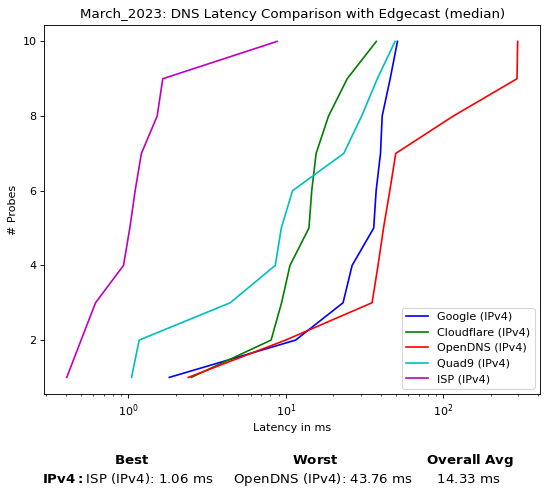 March_2023: DNS Latency Comparison with Edgecast (median)
10
8
6
4
2
# Probes
Google (IPv4)
Cloudflare (IPv4)
OpenDNS (IPv4)
Quad9 (IPv4)
ISP (IPv4)
10⁰ 10¹ 10²
Latency in ms
Best Worst Overall Avg
IPv4: ISP (IPv4): 1.06 ms OpenDNS (IPv4): 43.76 ms 14.33 ms